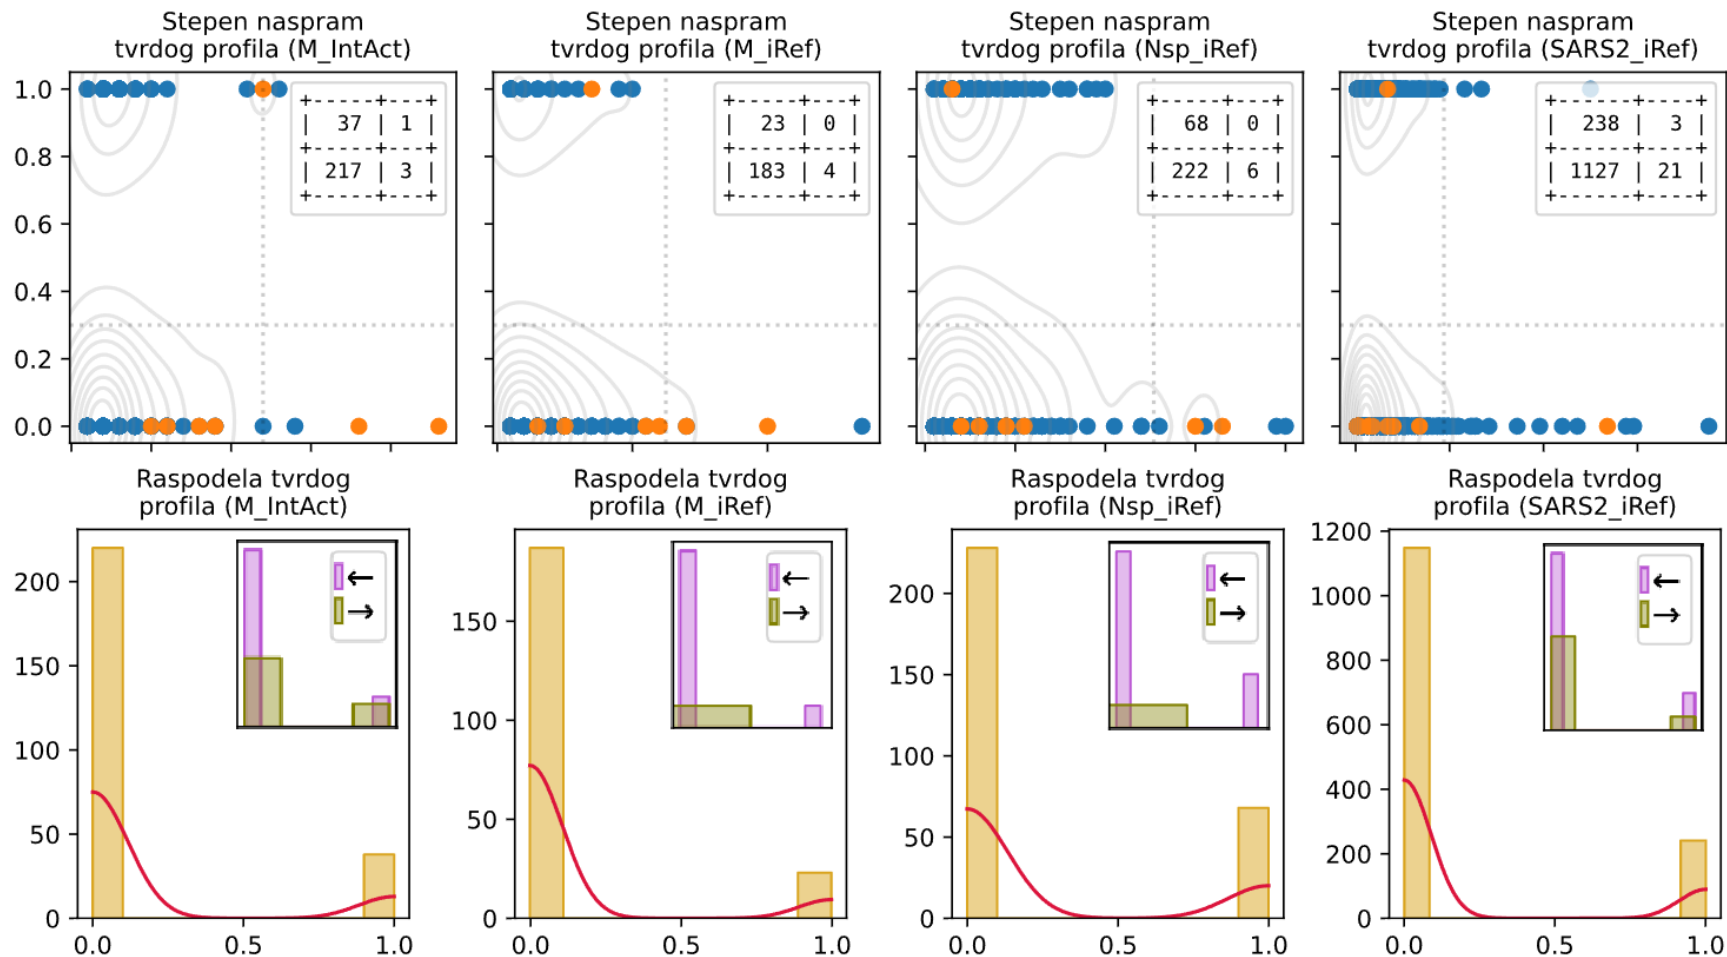 Stepen naspram
tvrdog profila (M_IntAct)
Stepen naspram
tvrdog profila (M_iRef)
Stepen naspram
tvrdog profila (Nsp_iRef)
Stepen naspram
tvrdog profila (SARS2_iRef)
1.0
0.8
0.6
0.4
0.2
0.0
+-----+---+
| 37 | 1 |
+-----+---+
| 217 | 3 |
+-----+---+
+-----+---+
| 23 | 0 |
+-----+---+
| 183 | 4 |
+-----+---+
+-----+---+
| 68 | 0 |
+-----+---+
| 222 | 6 |
+-----+---+
+------+----+
| 238 | 3 |
+------+----+
| 1127 | 21 |
+------+----+
Raspodela tvrdog
profila (M_IntAct)
Raspodela tvrdog
profila (M_iRef)
Raspodela tvrdog
profila (Nsp_iRef)
Raspodela tvrdog
profila (SARS2_iRef)
200
150
100
50
0
0.0 0.5 1.0
←
→
150
100
50
0
0.0 0.5 1.0
←
→
200
150
100
50
0
0.0 0.5 1.0
←
→
1200
1000
800
600
400
200
0
0.0 0.5 1.0
←
→